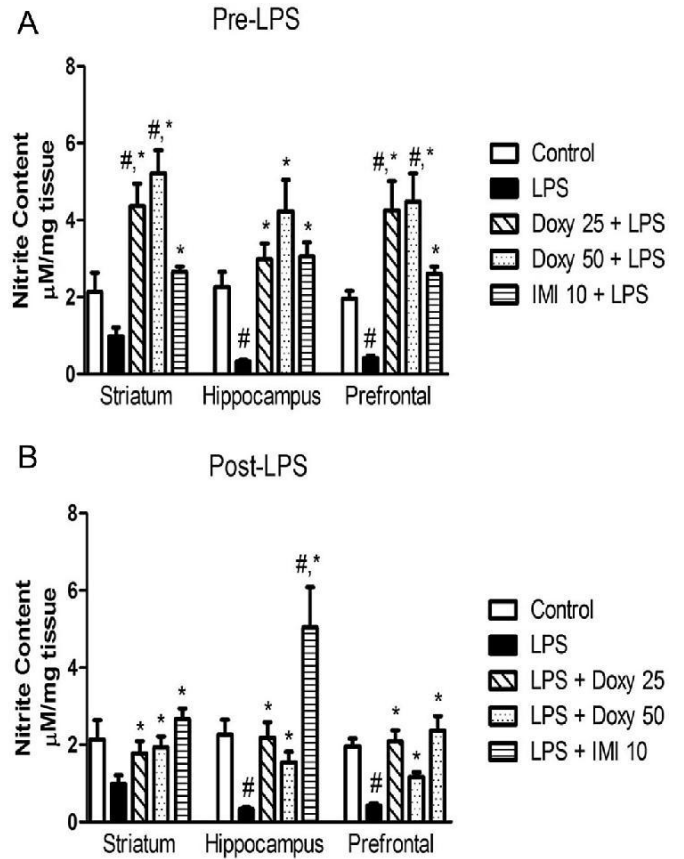 A
Pre-LPS
Nitrite Content
μM/mg tissue
8
6
4
2
0
#,*
#,*
*
#
*
*
*
#
#,*
#,*
*
Striatum
Hippocampus
Prefrontal
Control
LPS
Doxy 25 + LPS
Doxy 50 + LPS
IMI 10 + LPS
B
Post-LPS
Nitrite Content
μM/mg tissue
8
6
4
2
0
*
*
*
#
*
*
#,*
#
*
*
*
Striatum
Hippocampus
Prefrontal
Control
LPS
LPS + Doxy 25
LPS + Doxy 50
LPS + IMI 10